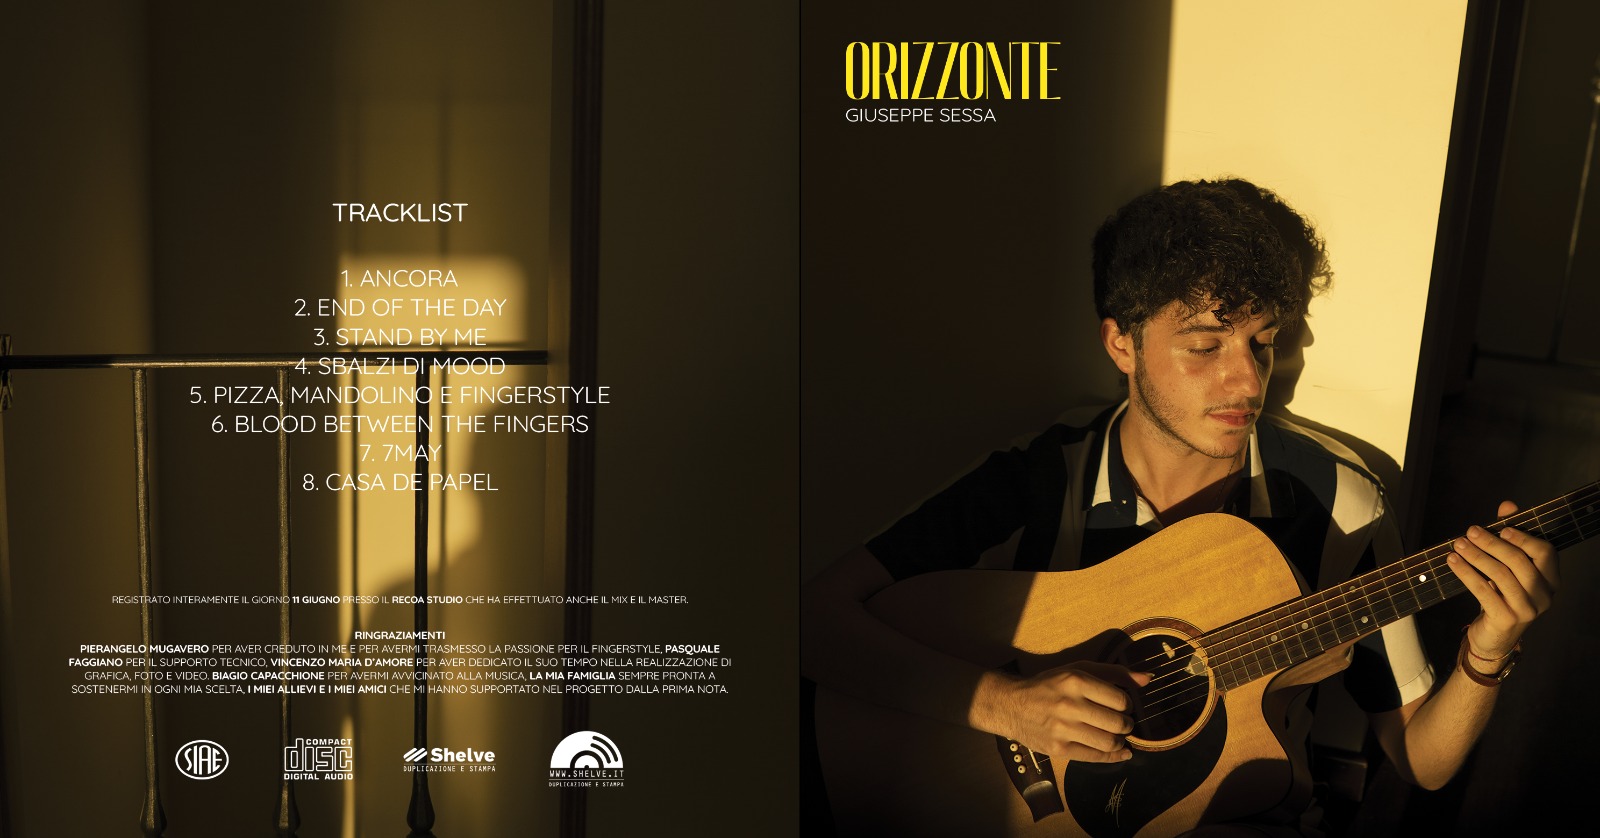 TRACKLIST
1. ANCORA
2. END OF THE DAY
3. STAND BY ME
4. SBALZI DI MOOD
5. PIZZA, MANDOLINO E FINGERSTYLE
6. BLOOD BETWEEN THE FINGERS
7. 7MAY
8. CASA DE PAPEL
REGISTRATO INTERAMENTE IL GIORNO 11 GIUGNO PRESSO IL RECOA STUDIO CHE HA EFFETTUATO ANCHE IL MIX E IL MASTER.
RINGRAZIAMENTI
PIERANGELO MUGAVERO PER AVER CREDUTO IN ME E PER AVERMI TRASMESSO LA PASSIONE PER IL FINGERSTYLE, PASQUALE
FAGGIANO PER IL SUPPORTO TECNICO, VINCENZO MARIA D'AMORE PER AVER DEDICATO IL SUO TEMPO NELLA REALIZZAZIONE DI
GRAFICA, FOTO E VIDEO. BIAGIO CAPACCHIONE PER AVERMI AVVICINATO ALLA MUSICA, LA MIA FAMIGLIA SEMPRE PRONTA A
SOSTENERMI IN OGNI MIA SCELTA, I MIEI ALLIEVI E I MIEI AMICI CHE MI HANNO SUPPORTATO NEL PROGETTO DALLA PRIMA NOTA.
SIAE
COMPACT
disc
DIGITAL AUDIO
Shelve
DUPLICAZIONE E STAMPA
WWW.SHELVE.IT
DUPLICAZIONE E STAMPA
ORIZZONTE
GIUSEPPE SESSA